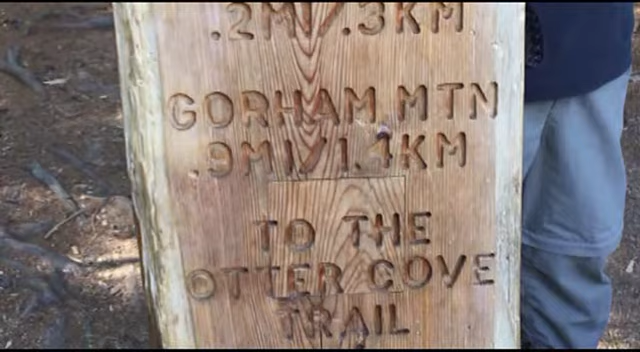 .2MI/.3KM
GORHAM MTN
.9MI/1.4KM
TO THE
OTTER COVE
TRAIL